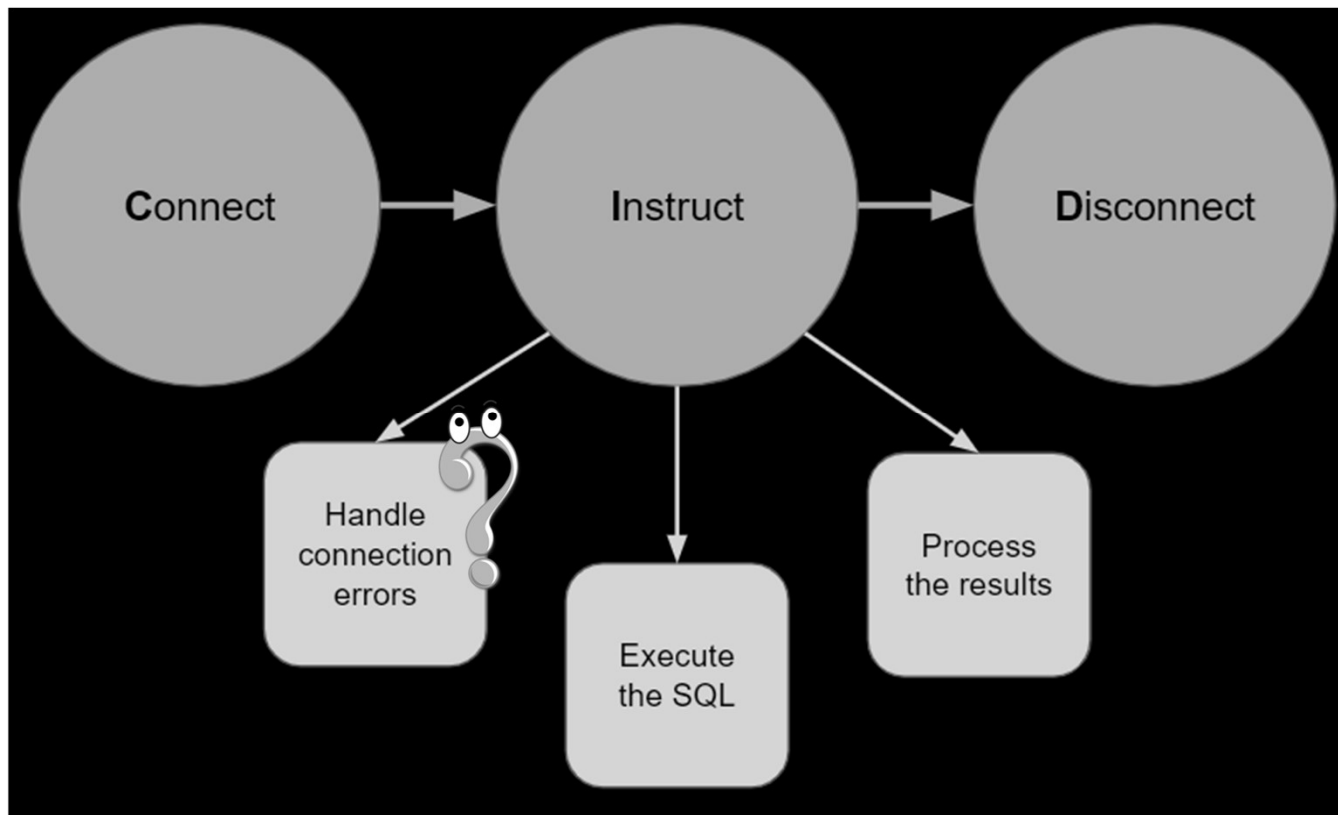 Connect
Instruct
Disconnect
Handle
connection
errors
Execute
the SQL
Process
the results